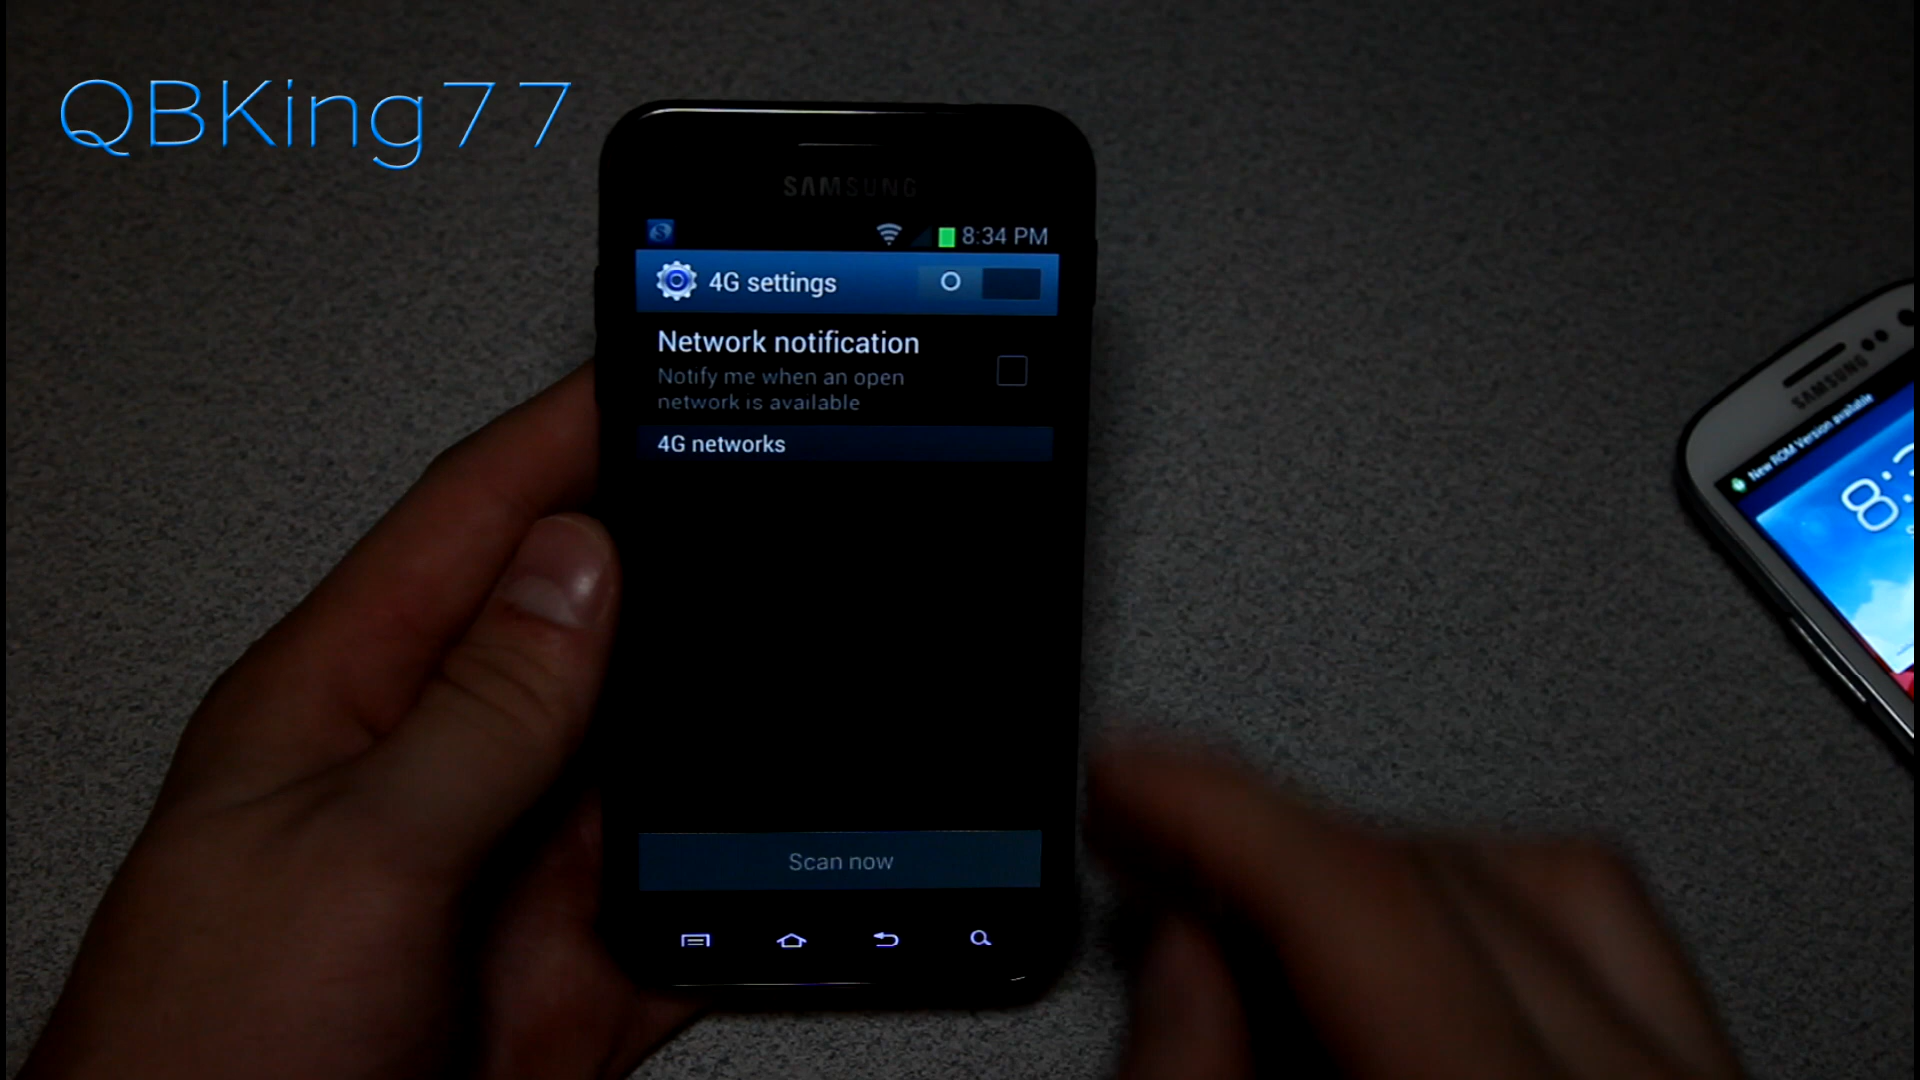 QBKing77
SAMSUNG
8:34 PM
4G settings
Network notification
Notify me when an open
network is available
4G networks
Scan now
SAMSUNG
New ROM Version available